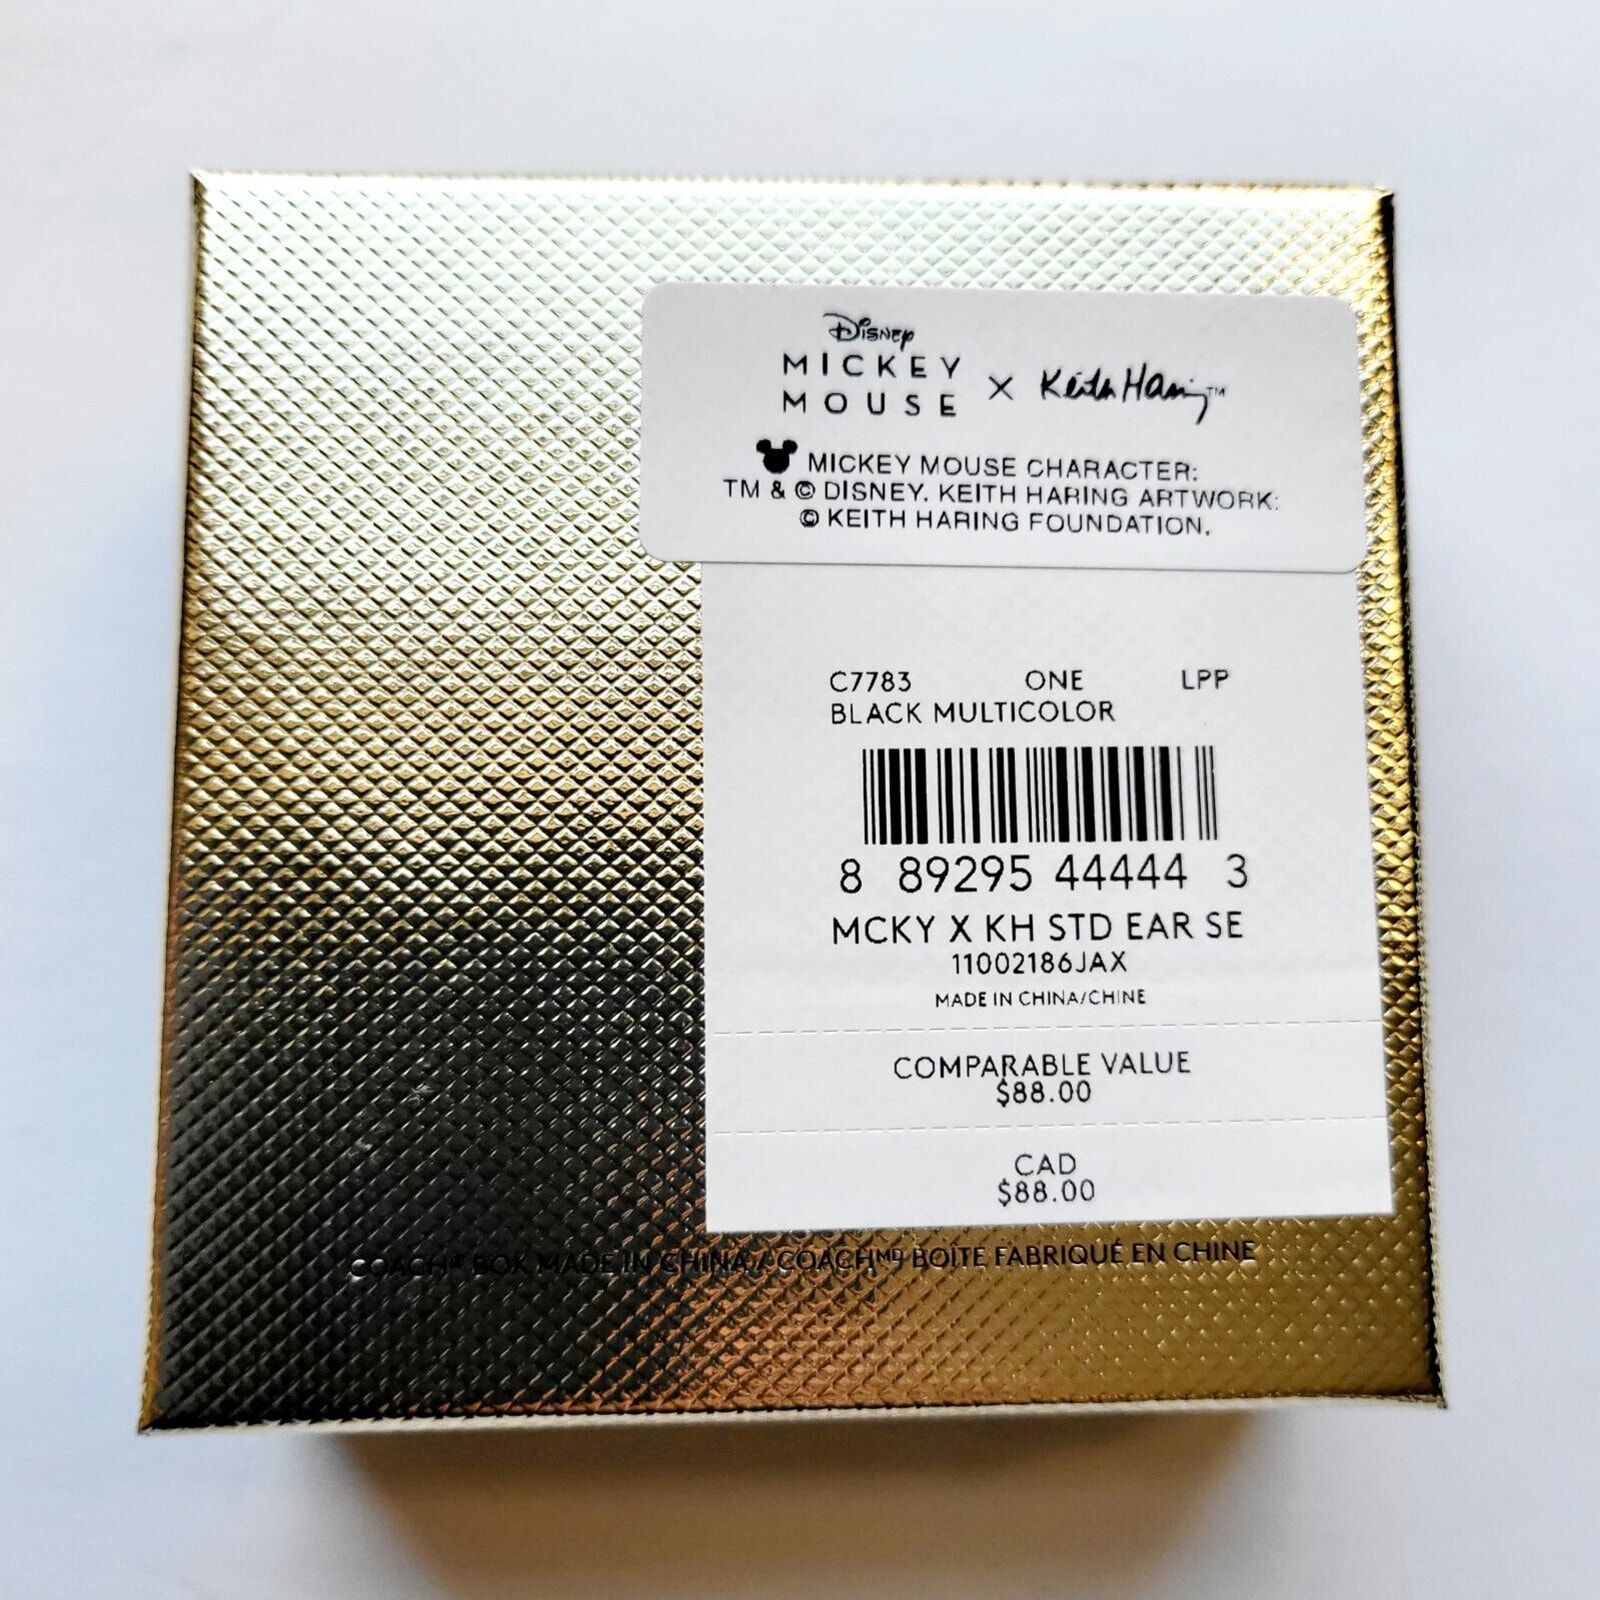 Disney
MICKEY
MOUSE
X Keith Haring™
MICKEY MOUSE CHARACTER:
TM & © DISNEY. KEITH HARING ARTWORK:
© KEITH HARING FOUNDATION.
C7783 ONE LPP
BLACK MULTICOLOR
8 89295 44444 3
MCKY X KH STD EAR SE
11002186JAX
MADE IN CHINA/CHINE
COMPARABLE VALUE
$88.00
CAD
$88.00
COACH® BOX MADE IN CHINA / COACHᴹᴰ BOÎTE FABRIQUÉ EN CHINE